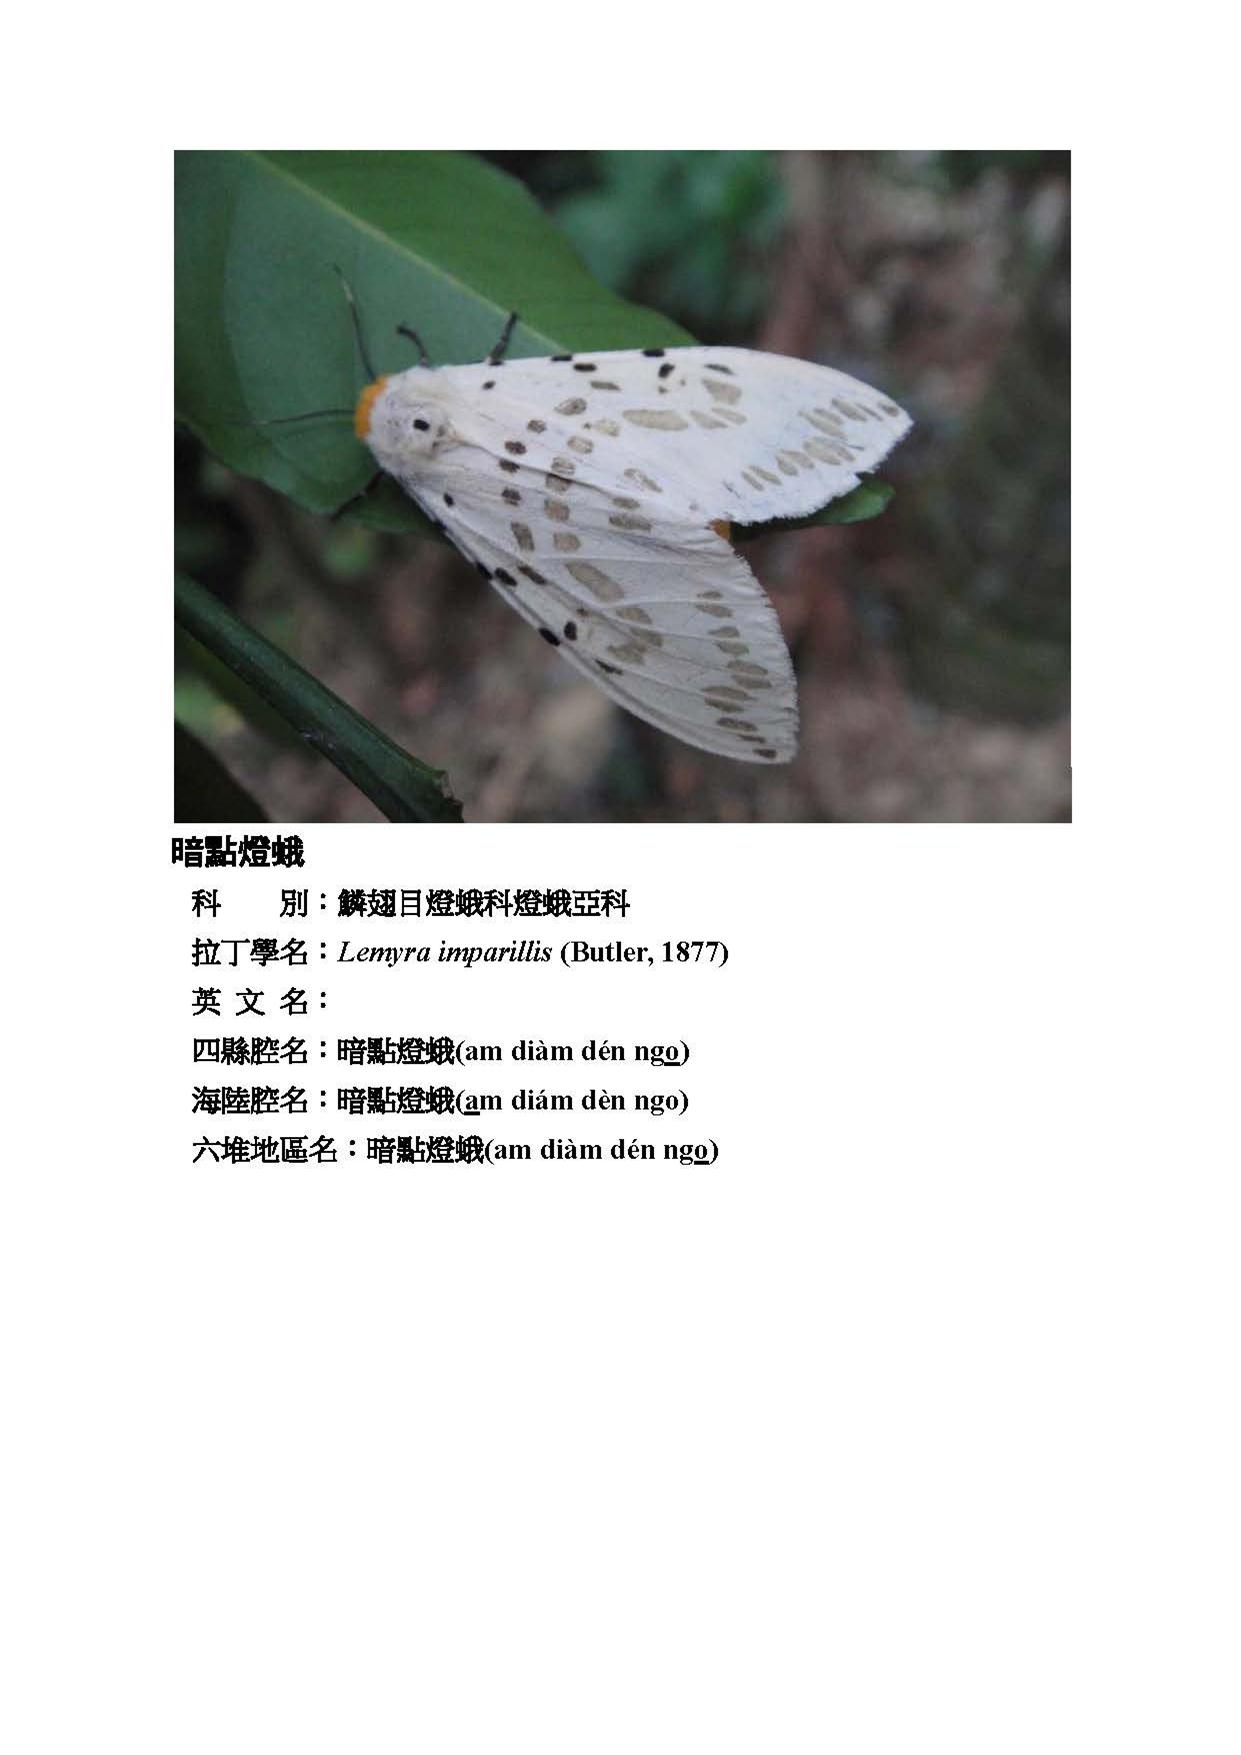 暗點燈蛾
科　　別：鱗翅目燈蛾科燈蛾亞科
拉丁學名：Lemyra imparillis (Butler, 1877)
英 文 名：
四縣腔名：暗點燈蛾(am diàm dén ngo)
海陸腔名：暗點燈蛾(am diám dèn ngo)
六堆地區名：暗點燈蛾(am diàm dén ngo)